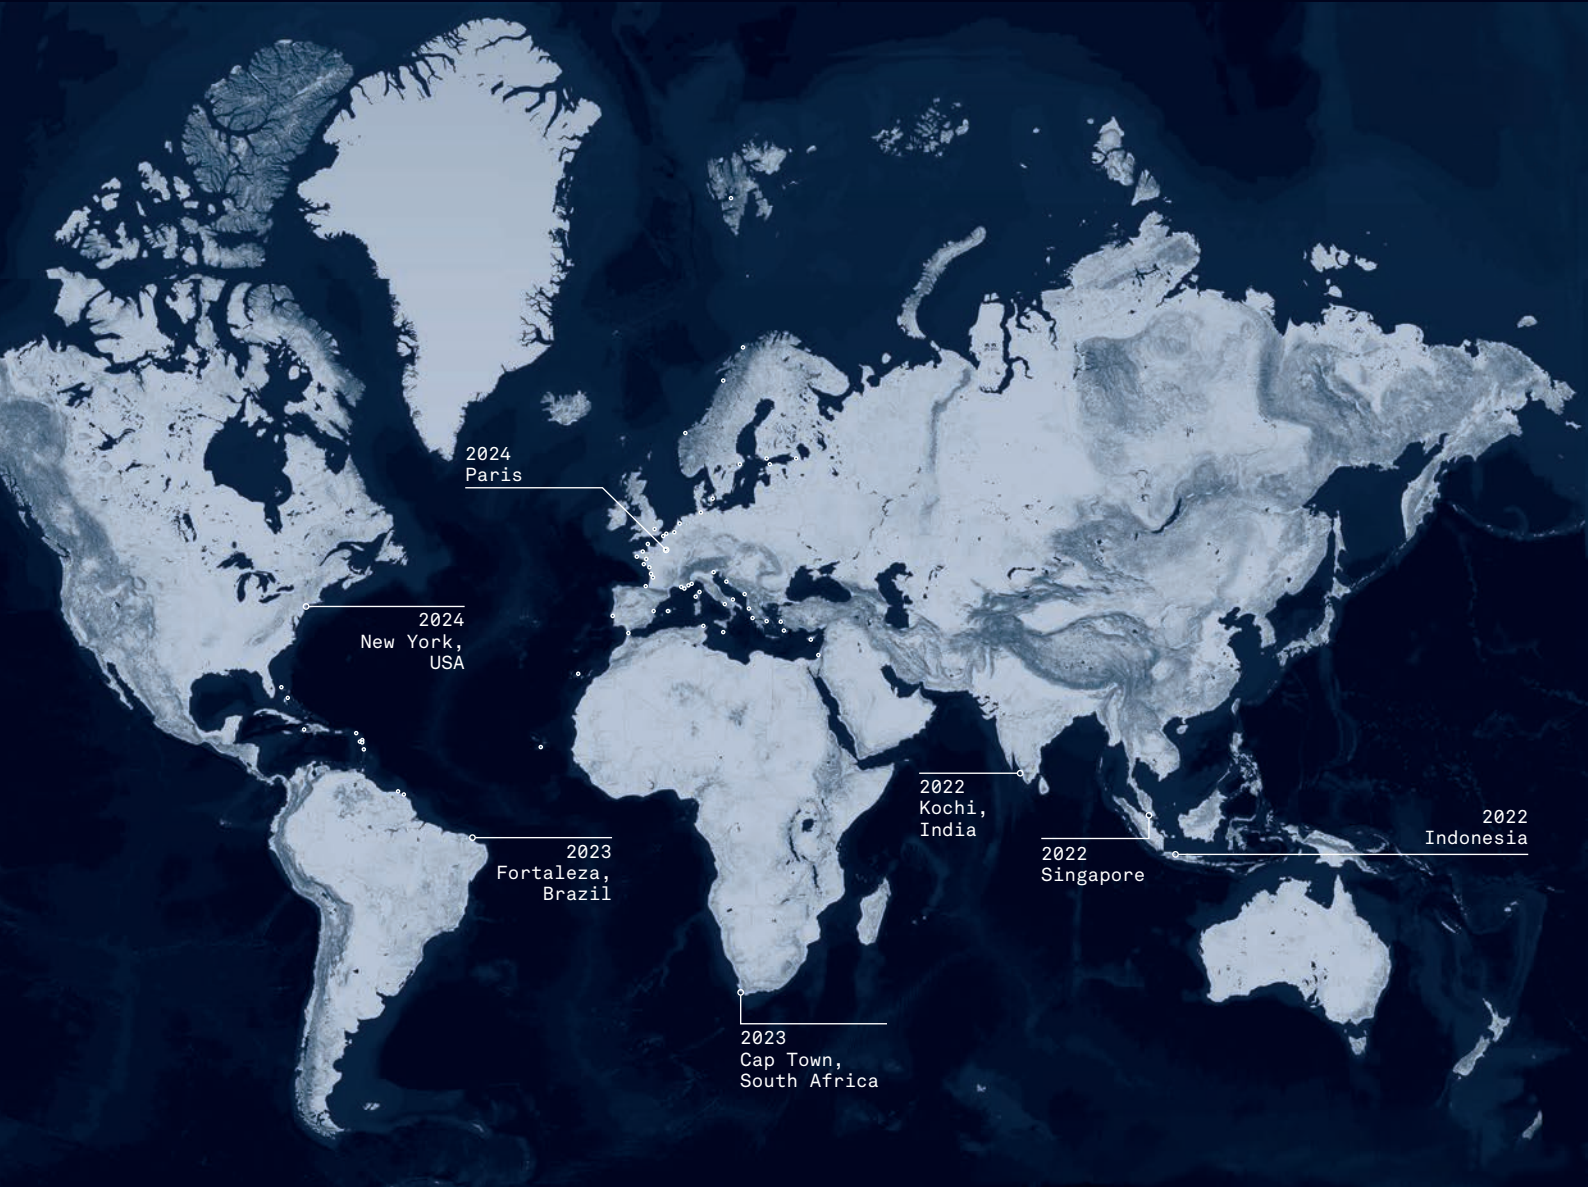 2024
Paris
2024
New York,
USA
2022
Kochi,
India
2022
Indonesia
2022
Singapore
2023
Fortaleza,
Brazil
2023
Cap Town,
South Africa